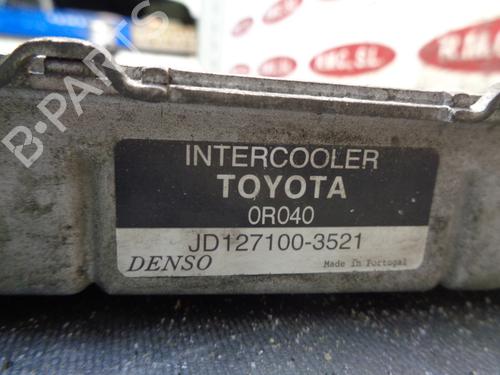 B-PARTS
INTERCOOLER
TOYOTA
0R040
JD127100-3521
DENSO Made in Portugal